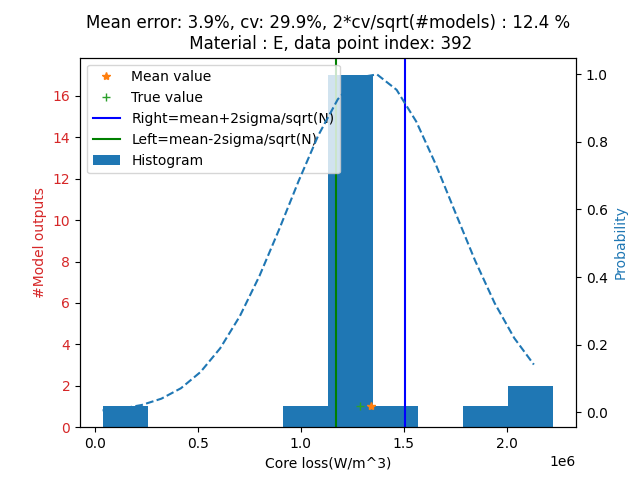 Mean error: 3.9%, cv: 29.9%, 2*cv/sqrt(#models) : 12.4 %
Material : E, data point index: 392
Mean value
True value
Right=mean+2sigma/sqrt(N)
Left=mean-2sigma/sqrt(N)
Histogram
#Model outputs
16
14
12
10
8
6
4
2
0
1.0
0.8
0.6
0.4
0.2
0.0
Probability
0.0 0.5 1.0 1.5 2.0
1e6
Core loss(W/m^3)